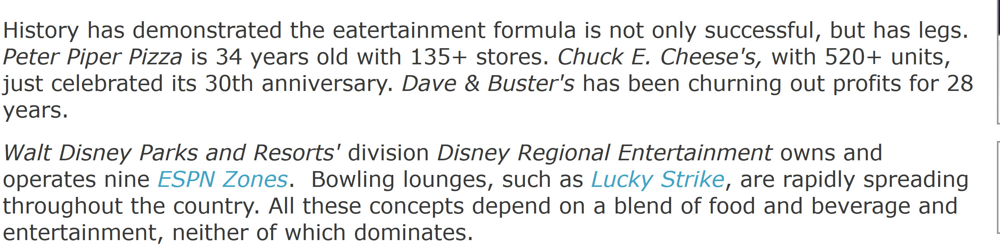 History has demonstrated the eatertainment formula is not only successful, but has legs.
Peter Piper Pizza is 34 years old with 135+ stores. Chuck E. Cheese's, with 520+ units,
just celebrated its 30th anniversary. Dave & Buster's has been churning out profits for 28
years.
Walt Disney Parks and Resorts' division Disney Regional Entertainment owns and
operates nine ESPN Zones.  Bowling lounges, such as Lucky Strike, are rapidly spreading
throughout the country. All these concepts depend on a blend of food and beverage and
entertainment, neither of which dominates.